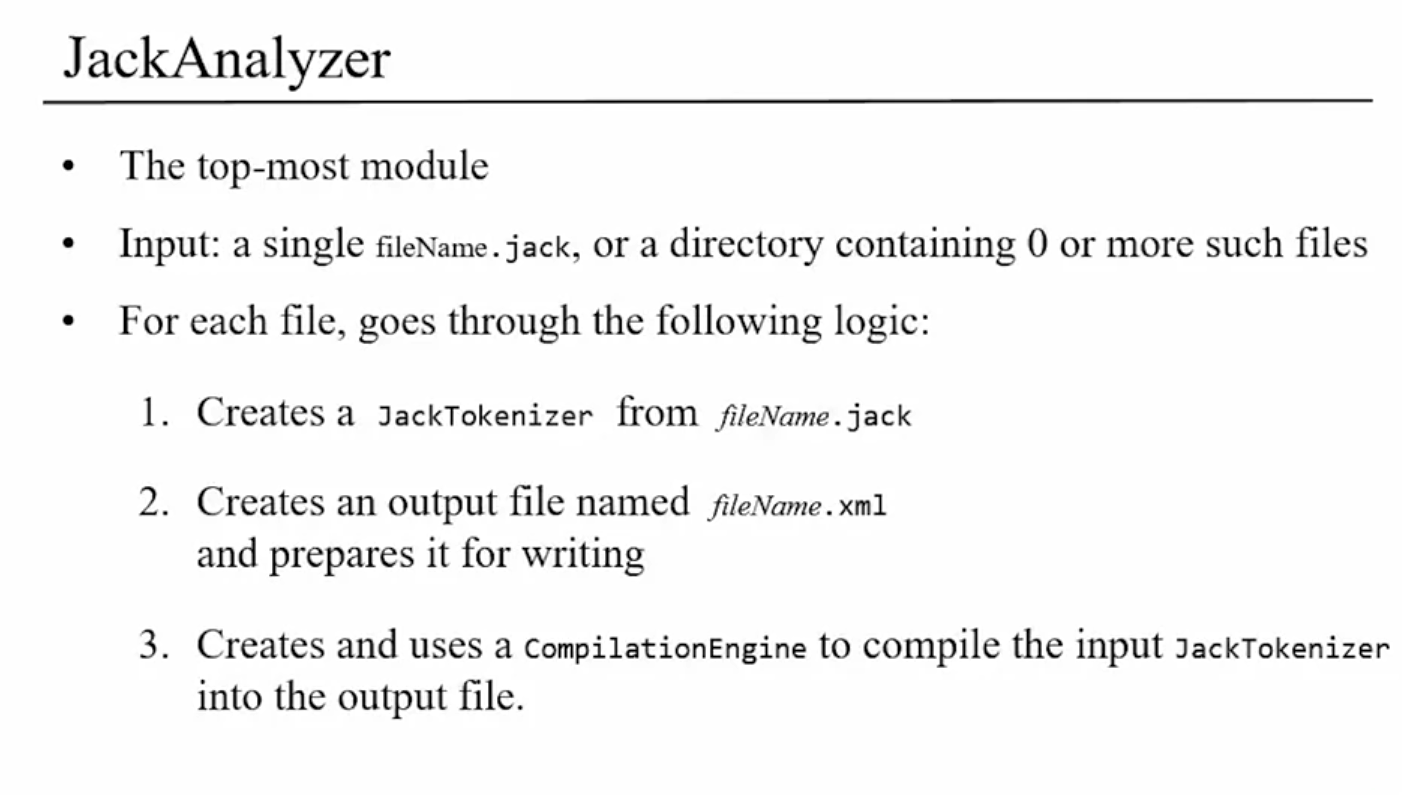 JackAnalyzer
• The top-most module
• Input: a single fileName.jack, or a directory containing 0 or more such files
• For each file, goes through the following logic:
1. Creates a JackTokenizer from fileName.jack
2. Creates an output file named fileName.xml
and prepares it for writing
3. Creates and uses a CompilationEngine to compile the input JackTokenizer
into the output file.